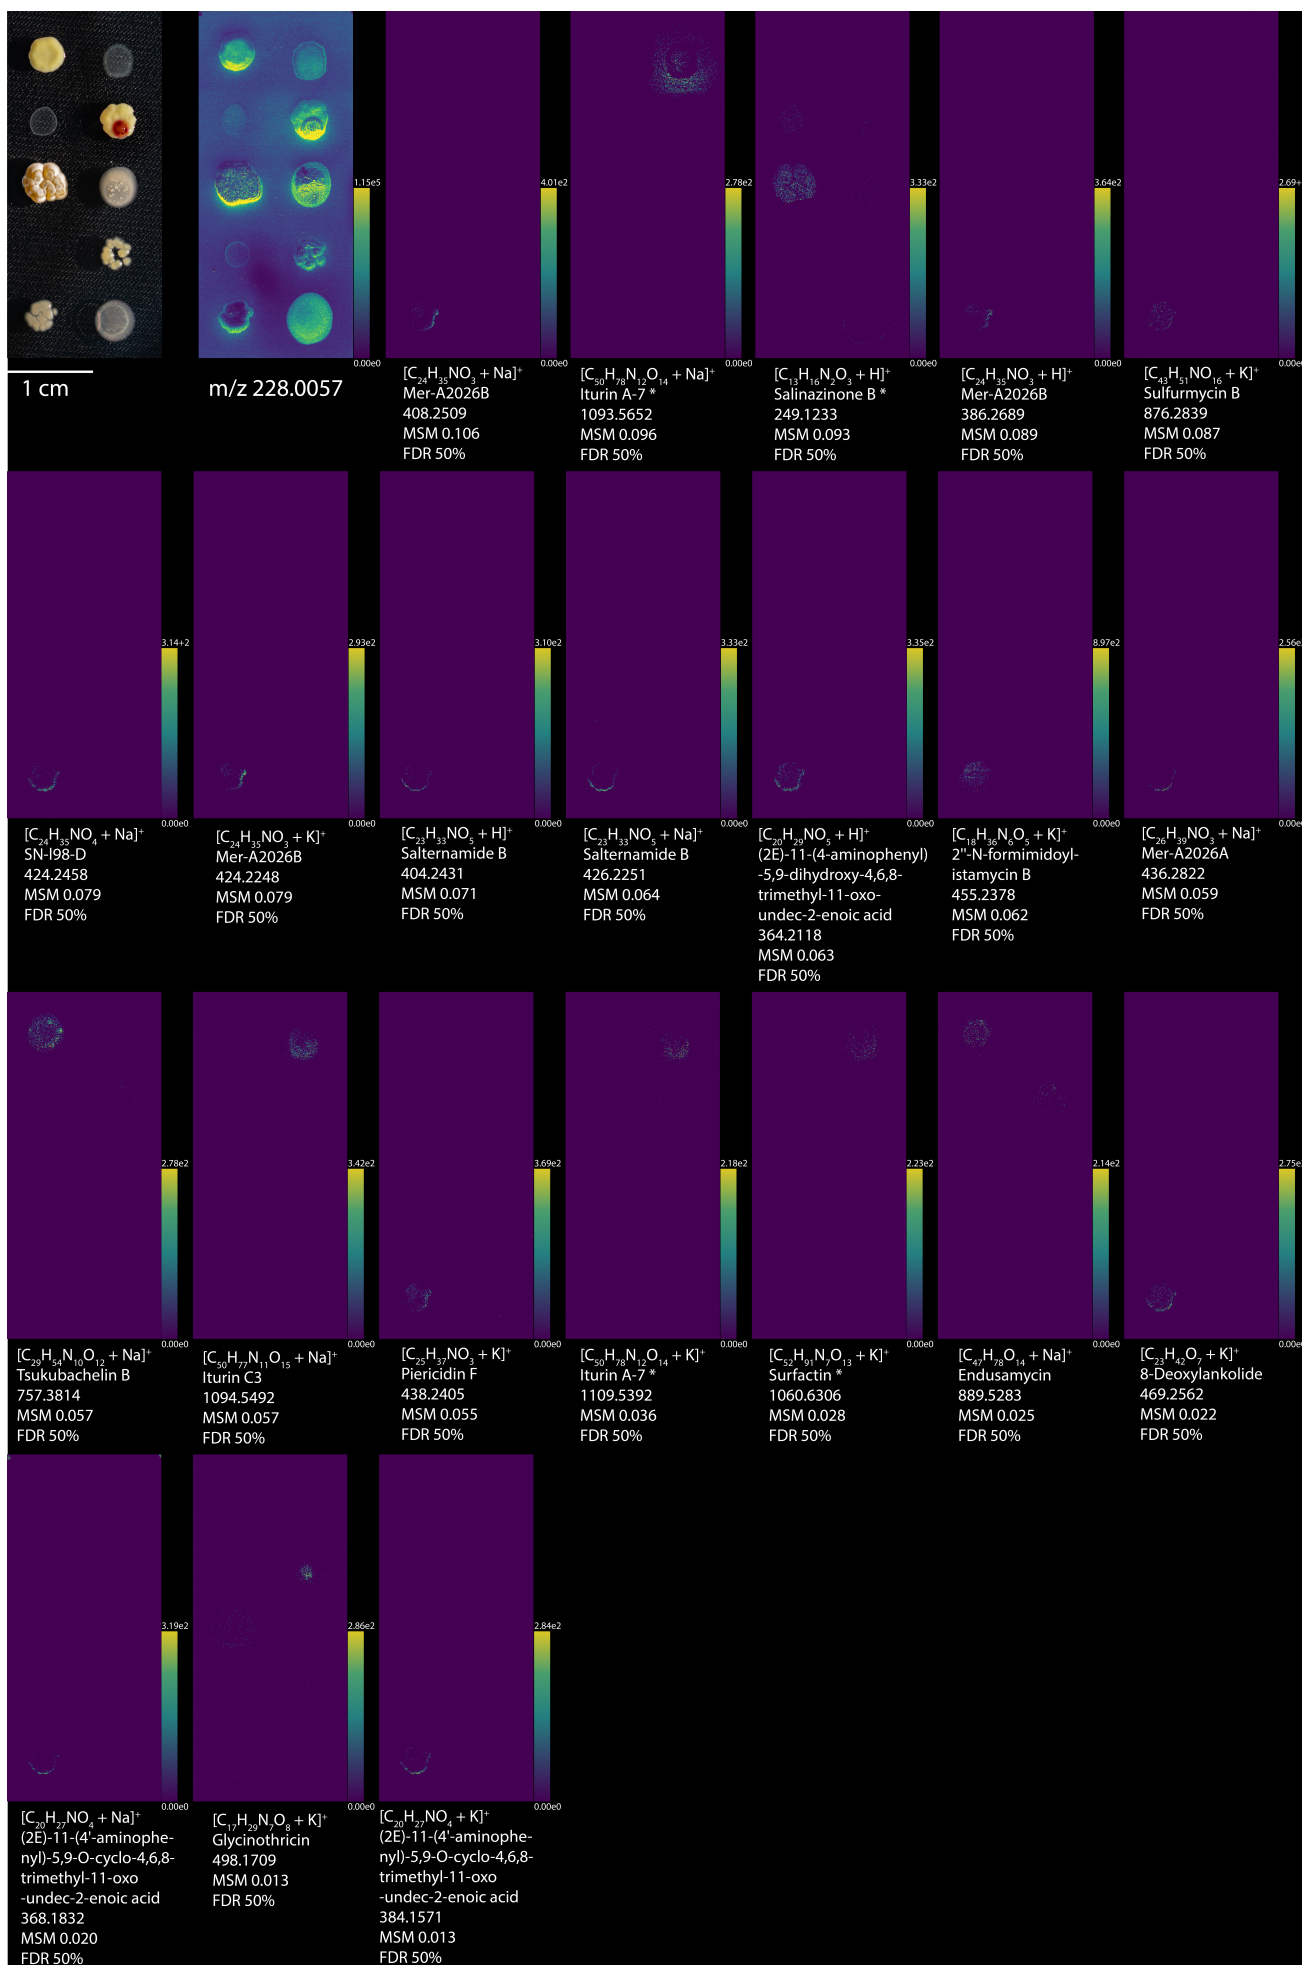 1.15e5
4.01e2
2.78e2
3.33e2
3.64e2
2.69+
0.00e0
0.00e0
0.00e0
0.00e0
0.00e0
0.00e0
1 cm
m/z 228.0057
[C24H35NO3 + Na]+
Mer-A2026B
408.2509
MSM 0.106
FDR 50%
[C50H78N12O14 + Na]+
Iturin A-7 *
1093.5652
MSM 0.096
FDR 50%
[C13H16N2O3 + H]+
Salinazinone B *
249.1233
MSM 0.093
FDR 50%
[C24H35NO3 + H]+
Mer-A2026B
386.2689
MSM 0.089
FDR 50%
[C43H51NO16 + K]+
Sulfurmycin B
876.2839
MSM 0.087
FDR 50%
3.14+2
2.93e2
3.10e2
3.33e2
3.35e2
8.97e2
2.56e
0.00e0
0.00e0
0.00e0
0.00e0
0.00e0
0.00e0
0.00e0
[C24H35NO4 + Na]+
SN-I98-D
424.2458
MSM 0.079
FDR 50%
[C24H35NO3 + K]+
Mer-A2026B
424.2248
MSM 0.079
FDR 50%
[C23H33NO5 + H]+
Salternamide B
404.2431
MSM 0.071
FDR 50%
[C23H33NO5 + Na]+
Salternamide B
426.2251
MSM 0.064
FDR 50%
[C20H29NO5 + H]+
(2E)-11-(4-aminophenyl)
-5,9-dihydroxy-4,6,8-
trimethyl-11-oxo-
undec-2-enoic acid
364.2118
MSM 0.063
FDR 50%
[C18H36N6O5 + K]+
2''-N-formimidoyl-
istamycin B
455.2378
MSM 0.062
FDR 50%
[C26H39NO3 + Na]+
Mer-A2026A
436.2822
MSM 0.059
FDR 50%
2.78e2
3.42e2
3.69e2
2.18e2
2.23e2
2.14e2
2.75e
0.00e0
0.00e0
0.00e0
0.00e0
0.00e0
0.00e0
0.00e0
[C29H54N10O12 + Na]+
Tsukubachelin B
757.3814
MSM 0.057
FDR 50%
[C50H77N11O15 + Na]+
Iturin C3
1094.5492
MSM 0.057
FDR 50%
[C25H37NO3 + K]+
Piericidin F
438.2405
MSM 0.055
FDR 50%
[C50H78N12O14 + K]+
Iturin A-7 *
1109.5392
MSM 0.036
FDR 50%
[C52H91N7O13 + K]+
Surfactin *
1060.6306
MSM 0.028
FDR 50%
[C47H78O14 + Na]+
Endusamycin
889.5283
MSM 0.025
FDR 50%
[C23H42O7 + K]+
8-Deoxylankolide
469.2562
MSM 0.022
FDR 50%
3.19e2
2.86e2
2.84e2
0.00e0
0.00e0
0.00e0
[C20H27NO4 + Na]+
(2E)-11-(4'-aminophe-
nyl)-5,9-O-cyclo-4,6,8-
trimethyl-11-oxo
-undec-2-enoic acid
368.1832
MSM 0.020
FDR 50%
[C17H29N7O8 + K]+
Glycinothricin
498.1709
MSM 0.013
FDR 50%
[C20H27NO4 + K]+
(2E)-11-(4'-aminophe-
nyl)-5,9-O-cyclo-4,6,8-
trimethyl-11-oxo
-undec-2-enoic acid
384.1571
MSM 0.013
FDR 50%